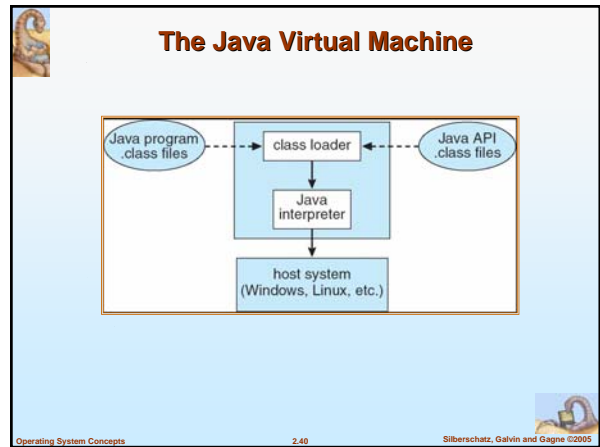 The Java Virtual Machine
Java program
.class files
class loader
Java API
.class files
Java
interpreter
host system
(Windows, Linux, etc.)
Operating System Concepts
2.40
Silberschatz, Galvin and Gagne ©2005